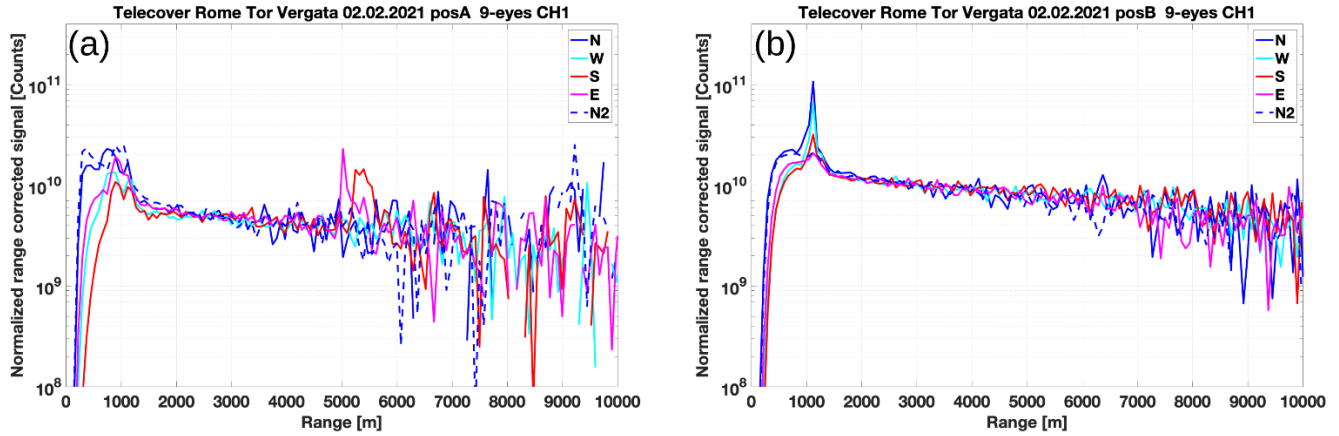 Telecover Rome Tor Vergata 02.02.2021 posA 9-eyes CH1
(a)
N
W
S
E
N2
Normalized range corrected signal [Counts]
10^11
10^10
10^9
10^8
0 1000 2000 3000 4000 5000 6000 7000 8000 9000 10000
Range [m]
Telecover Rome Tor Vergata 02.02.2021 posB 9-eyes CH1
(b)
N
W
S
E
N2
Normalized range corrected signal [Counts]
10^11
10^10
10^9
10^8
0 1000 2000 3000 4000 5000 6000 7000 8000 9000 10000
Range [m]